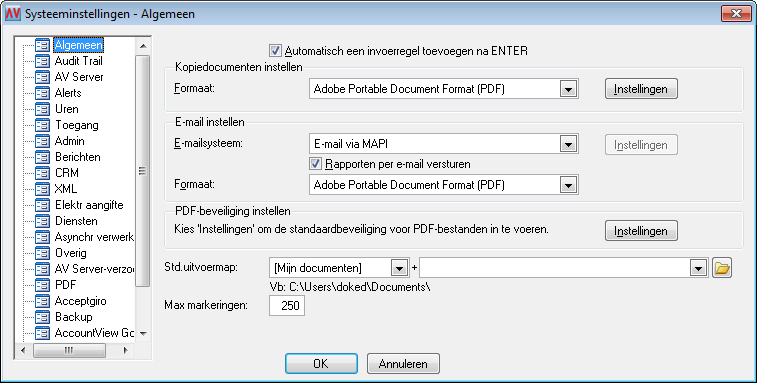 AV Systeeminstellingen - Algemeen
Algemeen
Audit Trail
AV Server
Alerts
Uren
Toegang
Admin
Berichten
CRM
XML
Elektr aangifte
Diensten
Asynchr verwerk
Overig
AV Server-verzo
PDF
Acceptgiro
Backup
AccountView Go
Automatisch een invoerregel toevoegen na ENTER
Kopiedocumenten instellen
Formaat: Adobe Portable Document Format (PDF) Instellingen
E-mail instellen
E-mailsysteem: E-mail via MAPI Instellingen
Rapporten per e-mail versturen
Formaat: Adobe Portable Document Format (PDF)
PDF-beveiliging instellen
Kies 'Instellingen' om de standaardbeveiliging voor PDF-bestanden in te voeren. Instellingen
Std.uitvoermap: [Mijn documenten] +
Vb: C:\Users\doked\Documents\
Max markeringen: 250
OK Annuleren